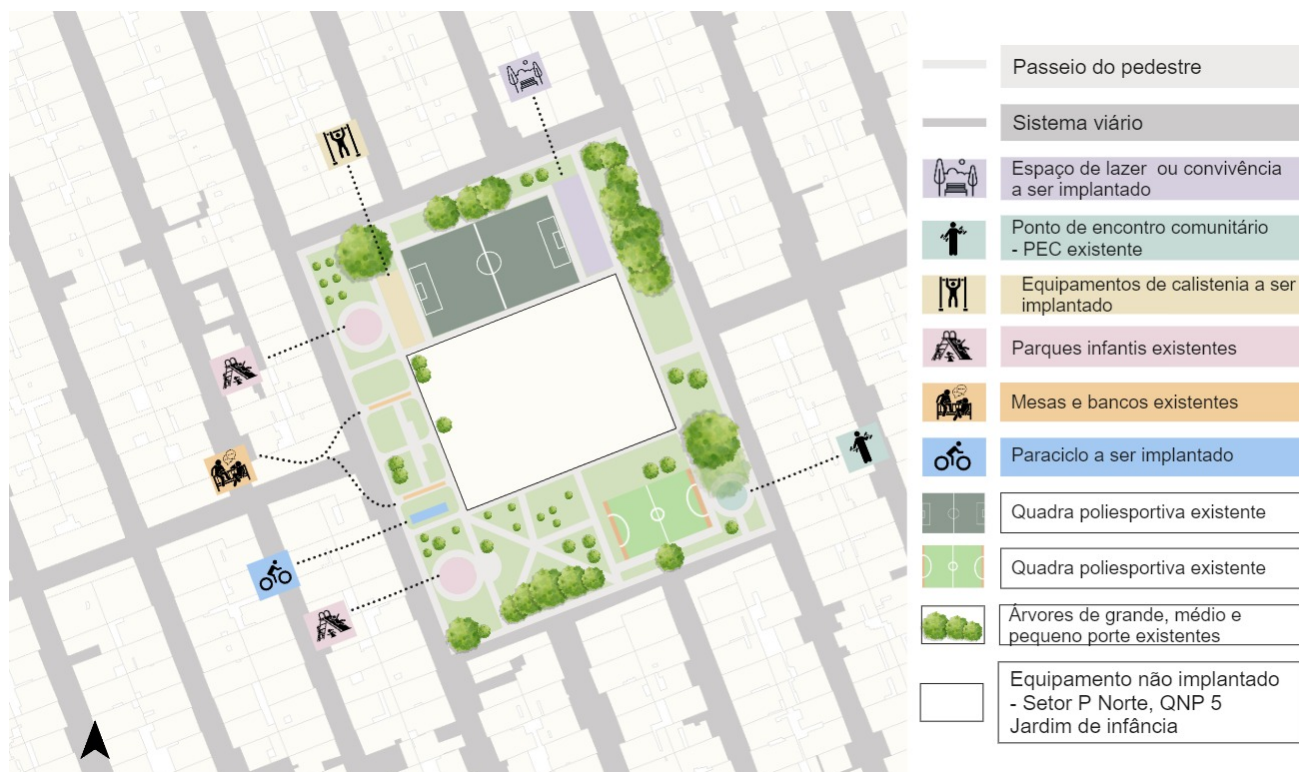 Passeio do pedestre
Sistema viário
Espaço de lazer ou convivência
a ser implantado
Ponto de encontro comunitário
- PEC existente
Equipamentos de calistenia a ser
implantado
Parques infantis existentes
Mesas e bancos existentes
Paraciclo a ser implantado
Quadra poliesportiva existente
Quadra poliesportiva existente
Árvores de grande, médio e
pequeno porte existentes
Equipamento não implantado
- Setor P Norte, QNP 5
Jardim de infância